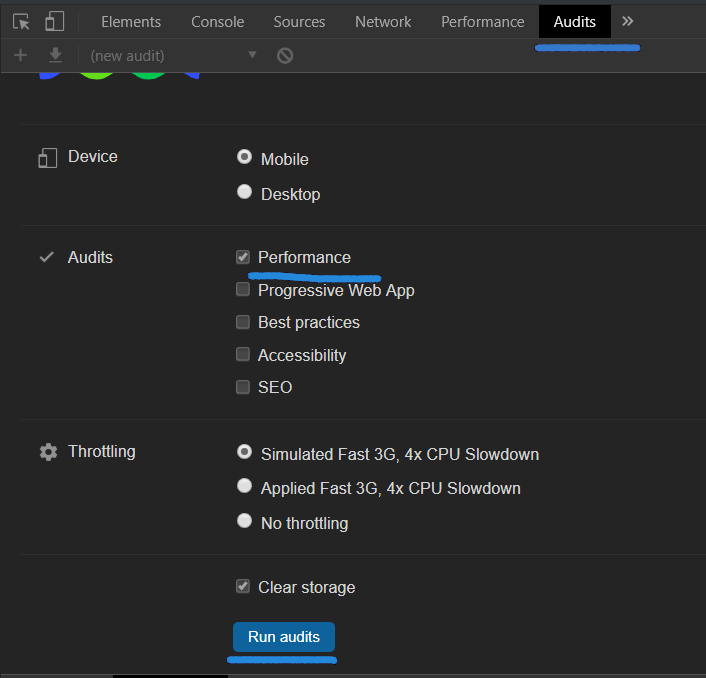 Elements Console Sources Network Performance Audits »
(new audit)
Device
Mobile
Desktop
Audits
Performance
Progressive Web App
Best practices
Accessibility
SEO
Throttling
Simulated Fast 3G, 4x CPU Slowdown
Applied Fast 3G, 4x CPU Slowdown
No throttling
Clear storage
Run audits